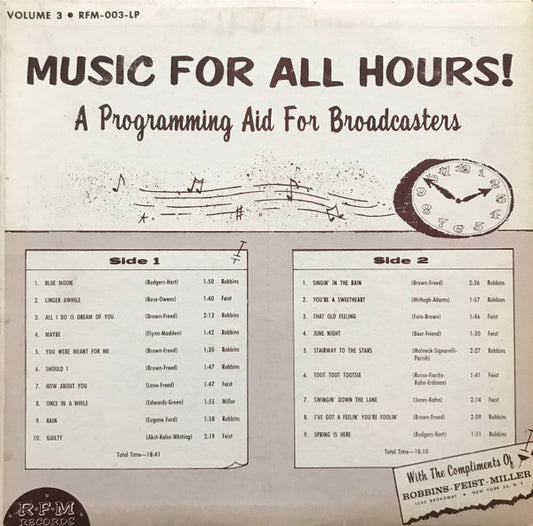 VOLUME 3 • RFM-003-LP
MUSIC FOR ALL HOURS!
A Programming Aid For Broadcasters
Side 1
1. BLUE MOON (Rodgers-Hart) 1:50 Robbins
2. LINGER AWHILE (Rose-Owens) 1:40 Feist
3. ALL I DO IS DREAM OF YOU (Brown-Freed) 2:13 Robbins
4. MAYBE (Flynn-Madden) 1:42 Robbins
5. YOU WERE MEANT FOR ME (Brown-Freed) 1:30 Robbins
6. SHOULD I (Brown-Freed) 1:47 Robbins
7. HOW ABOUT YOU (Lane-Freed) 1:47 Feist
8. ONCE IN A WHILE (Edwards-Green) 1:55 Miller
9. RAIN (Eugene Ford) 1:58 Robbins
10. GUILTY (Akst-Kahn-Whiting) 2:19 Feist
Total Time—18:41
Side 2
1. SINGIN' IN THE RAIN (Brown-Freed) 2:36 Robbins
2. YOU'RE A SWEETHEART (McHugh-Adams) 1:57 Robbins
3. THAT OLD FEELING (Fain-Brown) 1:46 Feist
4. JUNE NIGHT (Baer-Friend) 1:30 Feist
5. STAIRWAY TO THE STARS (Malneck-Signorelli- 2:27 Robbins
Parish)
6. TOOT TOOT TOOTSIE (Russo-Fiorito- 1:41 Feist
Kahn-Erdman)
7. SWINGIN' DOWN THE LANE (Jones-Kahn) 2:14 Feist
8. I'VE GOT A FEELIN' YOU'RE FOOLIN' (Brown-Freed) 2:09 Robbins
9. SPRING IS HERE (Rodgers-Hart) 1:51 Robbins
Total Time—18:10
With The Compliments Of
ROBBINS-FEIST-MILLER
1540 BROADWAY • NEW YORK 36, N. Y.
R-F-M
RECORDS